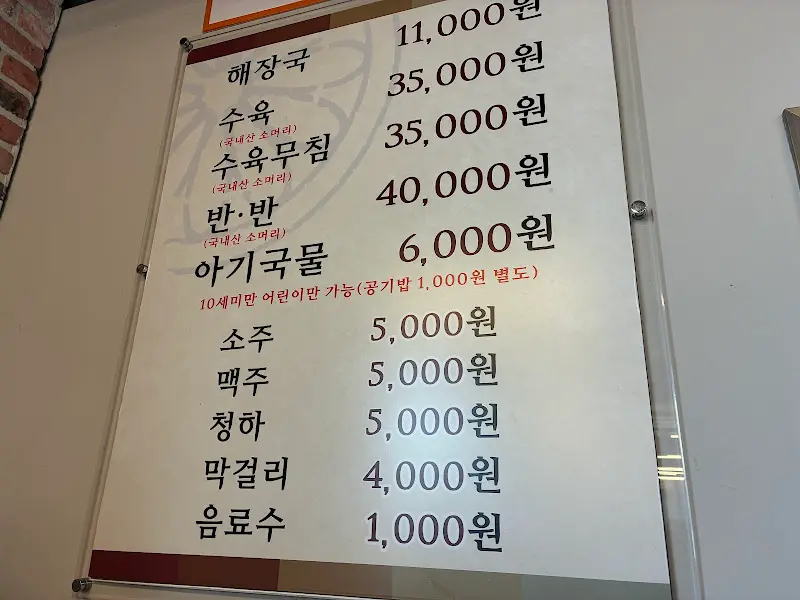 해장국 11,000원
수육 35,000원
(국내산 소머리)
수육무침 35,000원
(국내산 소머리)
반·반 40,000원
(국내산 소머리)
아기국물 6,000원
10세미만 어린이만 가능(공기밥 1,000원 별도)
소주 5,000원
맥주 5,000원
청하 5,000원
막걸리 4,000원
음료수 1,000원